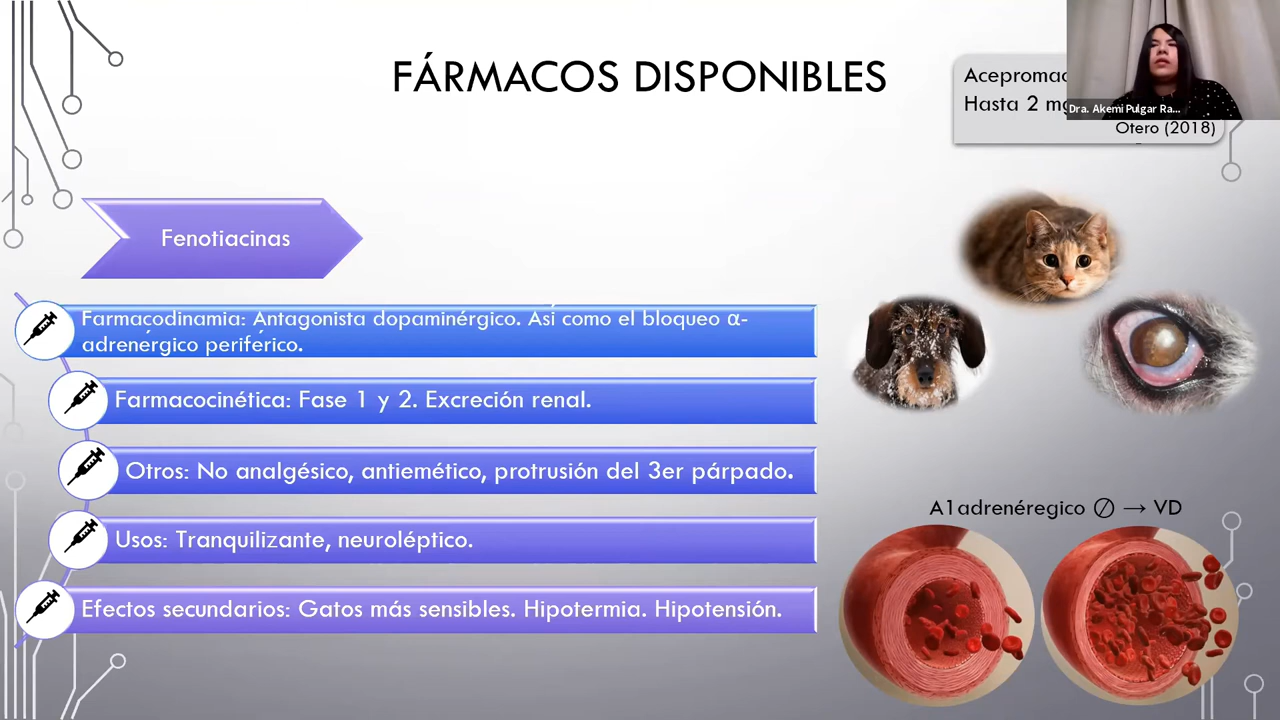 FÁRMACOS DISPONIBLES
Hasta 2
Dra. Akemi Pulgar Ra...
Otero (2018)
Fenotiacinas
Farmacodinamia: Antagonista dopaminérgico. Así como el bloqueo α-
adrenérgico periférico.
Farmacocinética: Fase 1 y 2. Excreción renal.
Otros: No analgésico, antiemético, protrusión del 3er párpado.
Usos: Tranquilizante, neuroléptico.
Efectos secundarios: Gatos más sensibles. Hipotermia. Hipotensión.
A1adrenéregico ∅ → VD